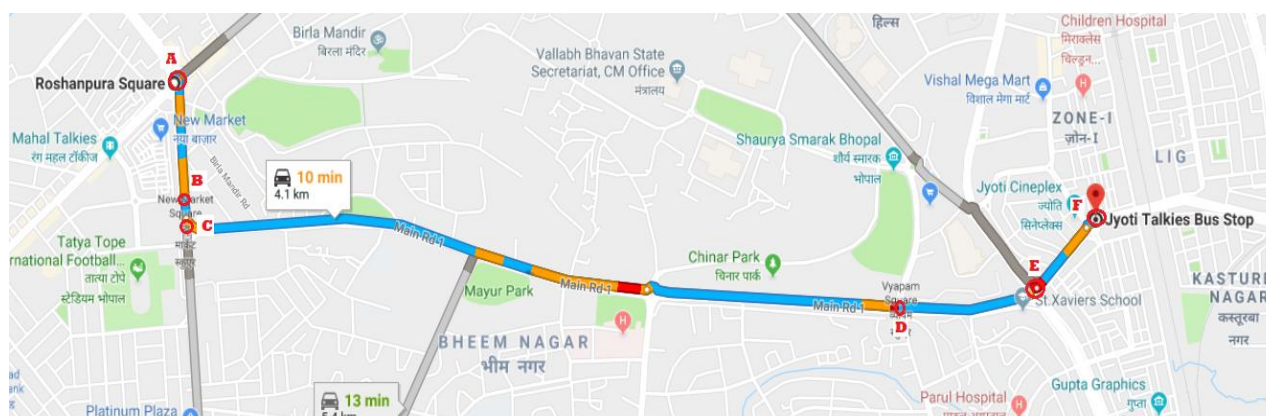 Birla Mandir
बिरला मंदिर
A
Roshanpura Square
New Market
नया बाज़ार
Mahal Talkies
रंग महल टॉकीज
Birla Mandir Rd
B
New Market
Square
C
मार्केट
10 min
4.1 km
Main Rd 1
Tatya Tope
International Football...
तात्या टोपे
स्टेडियम भोपाल
Platinum Plaza
Mayur Park
Main Rd 1
BHEEM NAGAR
भीम नगर
13 min
Vallabh Bhavan State
Secretariat, CM Office
मंत्रालय
Shaurya Smarak Bhopal
शौर्य स्मारक
भोपाल
Chinar Park
चिनार पार्क
Main Rd 1
Vyapam
Square
D
हिल्स
Children Hospital
मिराक्लेस
चिल्ड्रन...
Vishal Mega Mart
विशाल मेगा मार्ट
ZONE-I
ज़ोन-I
LIG
Jyoti Cineplex
ज्योति
सिनेप्लेक्स
F
Jyoti Talkies Bus Stop
E
St.Xaviers School
KASTURBA
NAGAR
कस्तूरबा
नगर
Parul Hospital
Gupta Graphics
गुप्ता